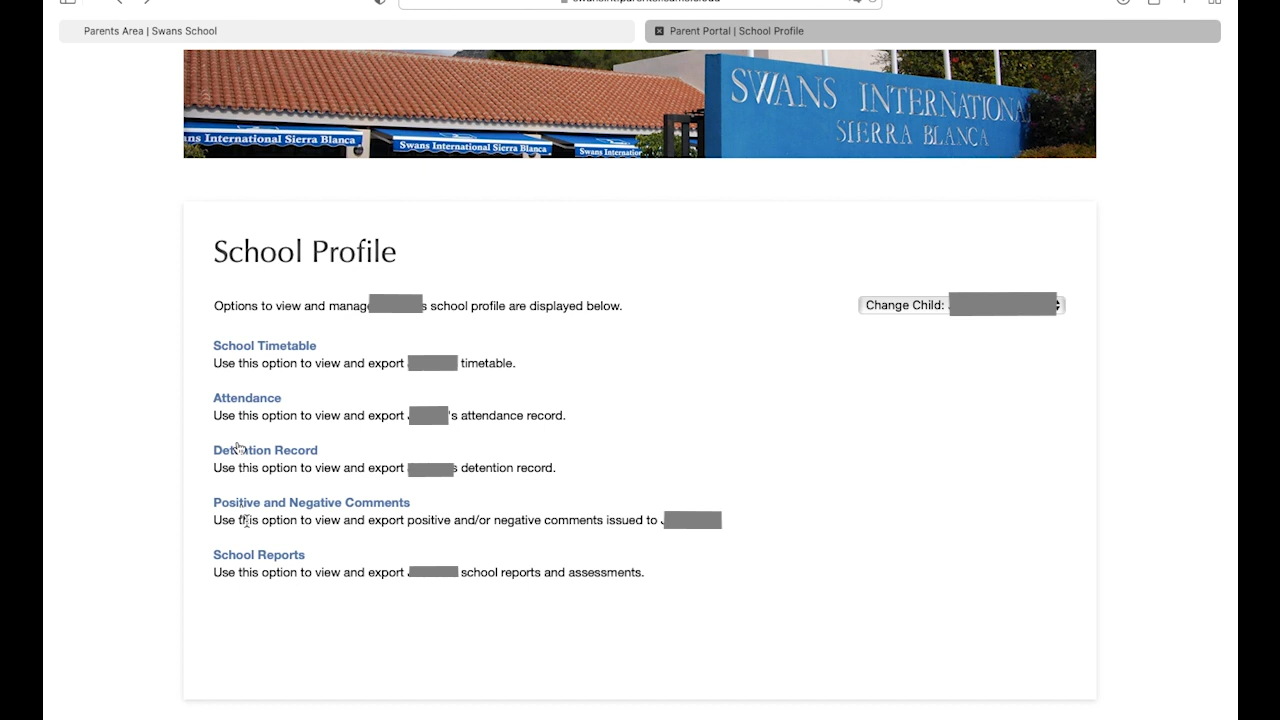 Parents Area | Swans School
Parent Portal | School Profile
SWANS INTERNATIONA
SIERRA BLANCA
ns International Sierra Blanca
Swans International Sierra Blanca
Swans Internation
School Profile
Options to view and manage s school profile are displayed below.
Change Child:
School Timetable
Use this option to view and export timetable.
Attendance
Use this option to view and export 's attendance record.
Detention Record
Use this option to view and export s detention record.
Positive and Negative Comments
Use this option to view and export positive and/or negative comments issued to
School Reports
Use this option to view and export school reports and assessments.